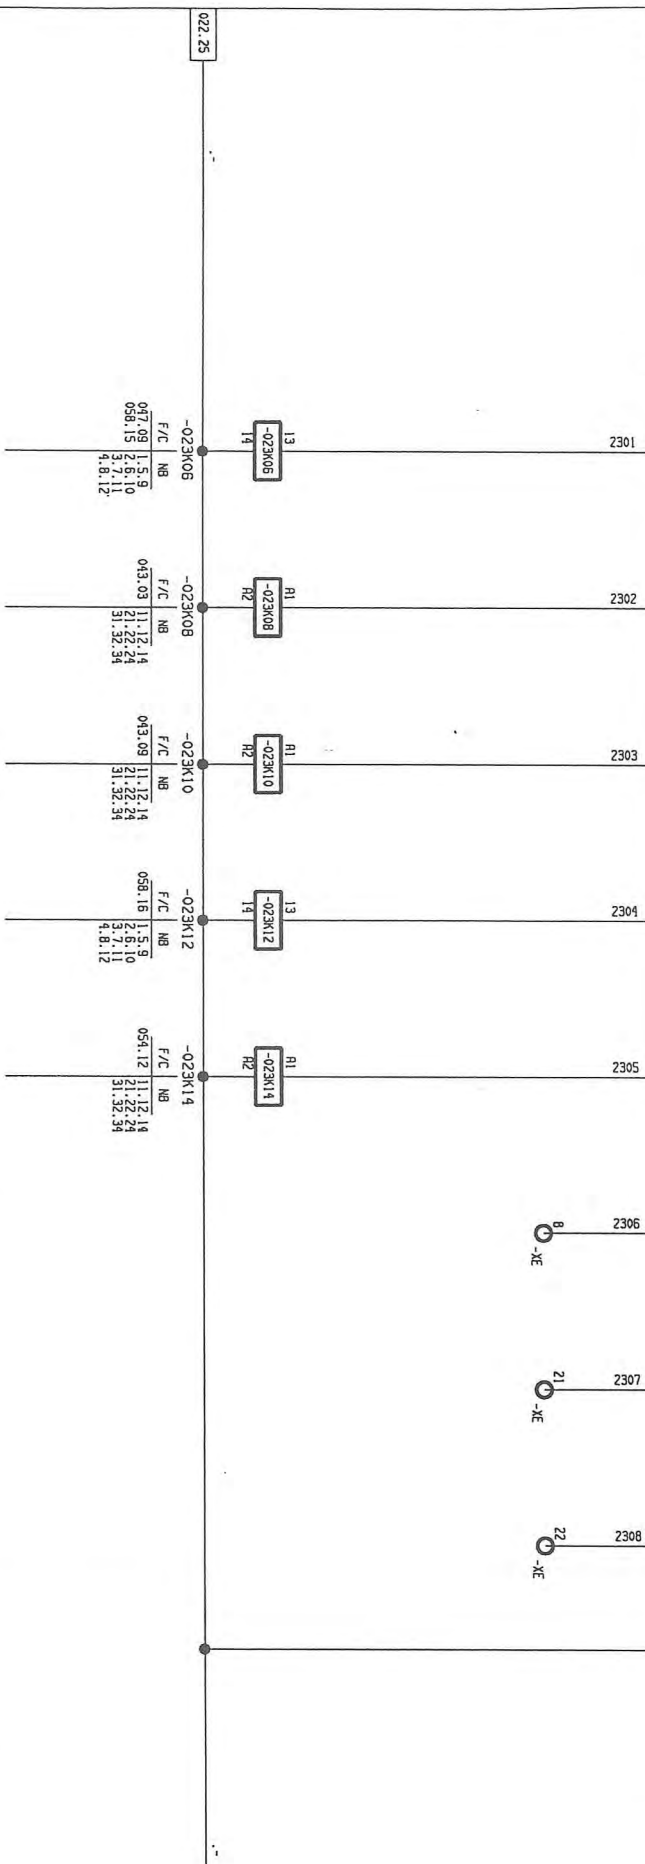 022.25
2301
13
-023K06
14
-023K06
F/C NB
047.09 1.5.9
058.15 2.6.10
3.7.11
4.8.12
2302
A1
-023K08
A2
-023K08
F/C NB
043.03 11.12.14
21.22.24
31.32.34
2303
A1
-023K10
A2
-023K10
F/C NB
043.09 11.12.14
21.22.24
31.32.34
2304
13
-023K12
14
-023K12
F/C NB
058.16 1.5.9
2.6.10
3.7.11
4.8.12
2305
A1
-023K14
A2
-023K14
F/C NB
054.12 11.12.14
21.22.24
31.32.34
2306
8
-XE
2307
21
-XE
2308
22
-XE